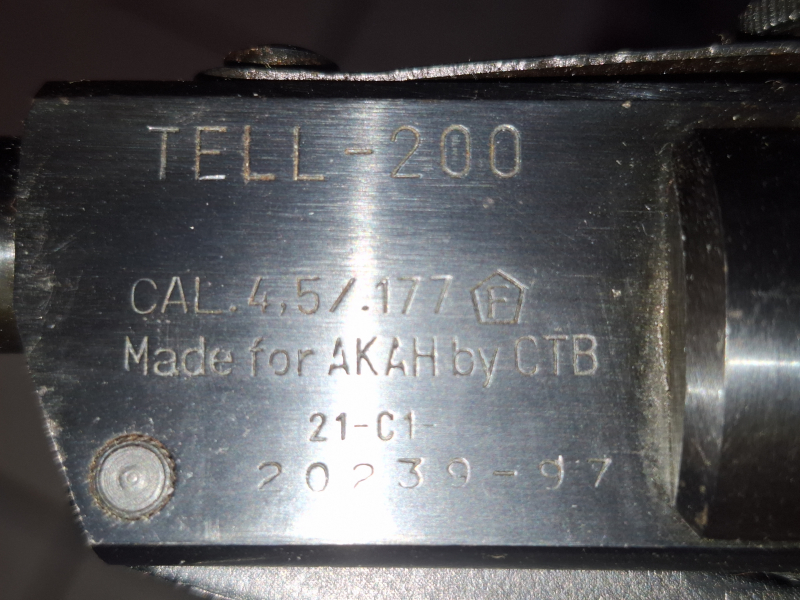 TELL-200
CAL. 4,5/.177 F
Made for AKAH by CTB
21-C1-
20239-97